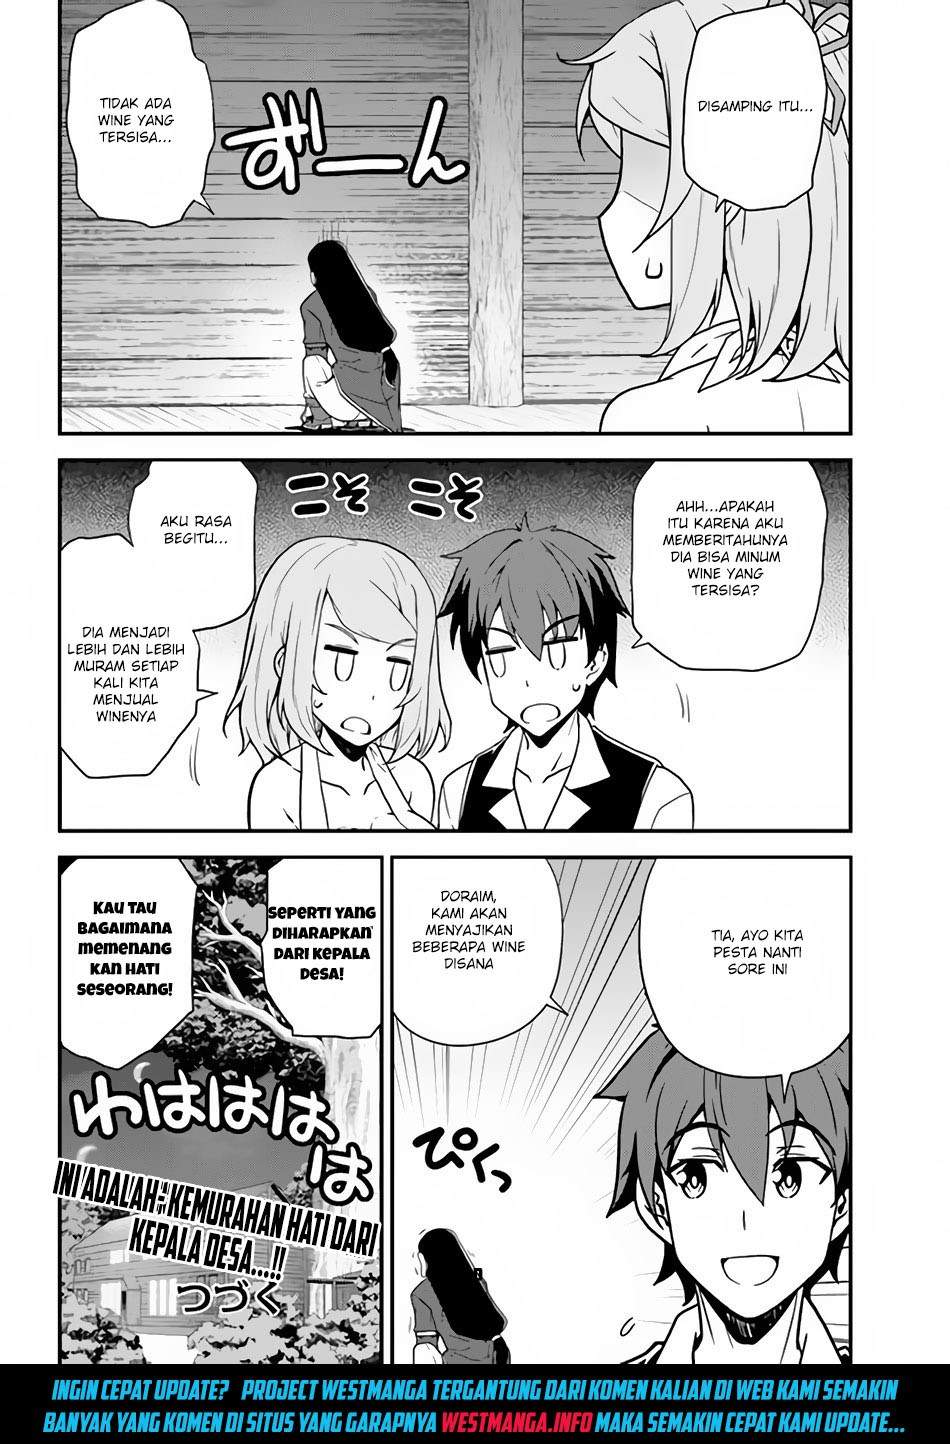 DISAMPING ITU...
TIDAK ADA
WINE YANG
TERSISA...
ずーん
AHH...APAKAH
ITU KARENA AKU
MEMBERITAHUNYA
DIA BISA MINUM
WINE YANG
TERSISA?
こそ
こそ
AKU RASA
BEGITU...
DIA MENJADI
LEBIH DAN LEBIH
MURAM SETIAP
KALI KITA
MENJUAL
WINENYA
TIA, AYO KITA
PESTA NANTI
SORE INI
DORAIM,
KAMI AKAN
MENYAJIKAN
BEBERAPA WINE
DISANA
ぴくっ
SEPERTI YANG
DIHARAPKAN
DARI KEPALA
DESA!
KAU TAU
BAGAIMANA
MEMENANG
KAN HATI
SESEORANG!
わはははは
INI ADALAH KEMURAHAN HATI DARI
KEPALA DESA.....!!
つづく
INGIN CEPAT UPDATE? PROJECT WESTMANGA TERGANTUNG DARI KOMEN KALIAN DI WEB KAMI SEMAKIN
BANYAK YANG KOMEN DI SITUS YANG GARAPNYA WESTMANGA.INFO MAKA SEMAKIN CEPAT KAMI UPDATE...